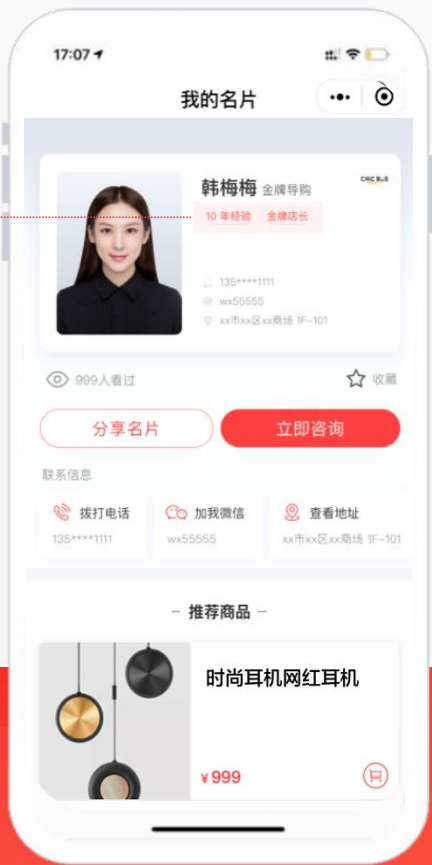 17:07
我的名片
韩梅梅 金牌导购
CHIC BUS
10 年经验 金牌店长
135****1111
wx55555
xx市xx区xx商场 1F-101
999人看过
收藏
分享名片
立即咨询
联系信息
拨打电话
加我微信
查看地址
135****1111
wx55555
xx市xx区xx商场 1F-101
– 推荐商品 –
时尚耳机网红耳机
¥999